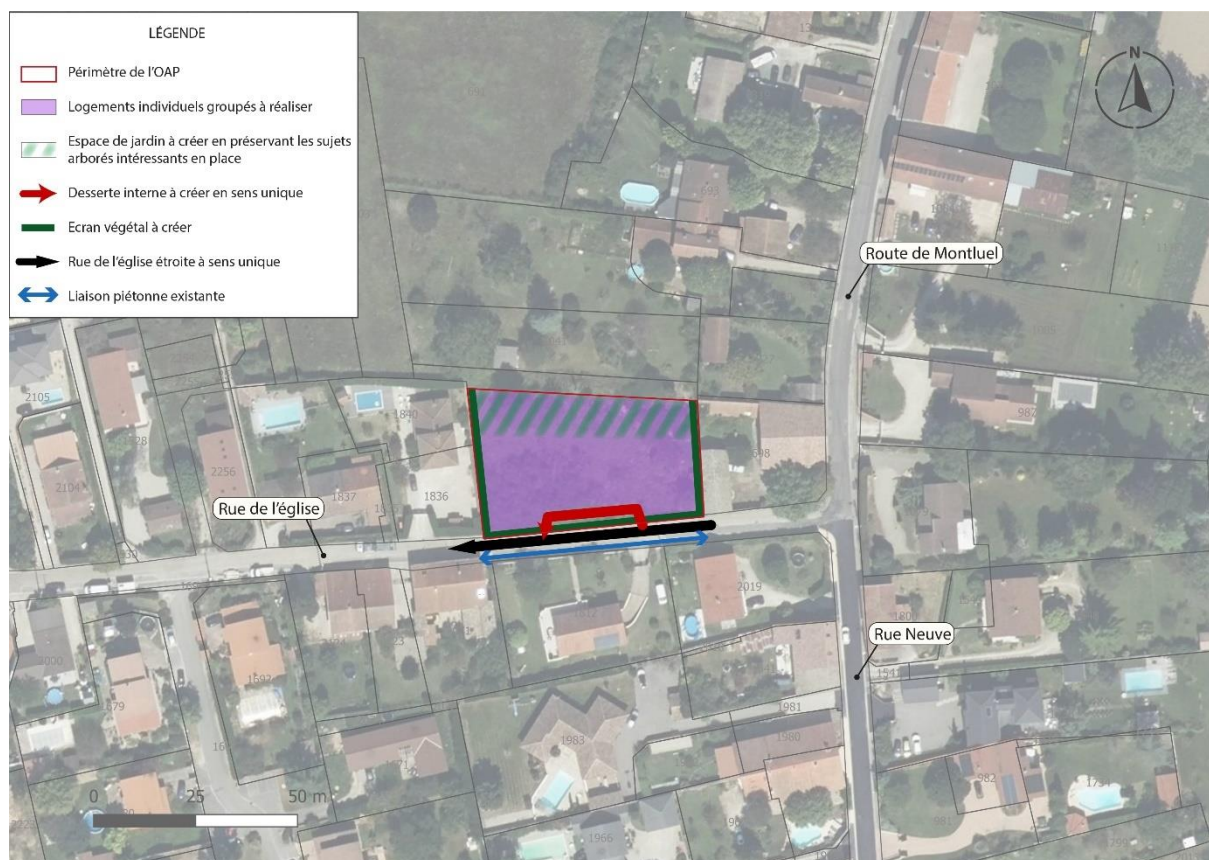 LÉGENDE
Périmètre de l'OAP
Logements individuels groupés à réaliser
Espace de jardin à créer en préservant les sujets
arborés intéressants en place
Desserte interne à créer en sens unique
Ecran végétal à créer
Rue de l'église étroite à sens unique
Liaison piétonne existante
N
693
Route de Montluel
2105
982
1840
2104
2256
1837
1836
698
Rue de l'église
2019
Rue Neuve
1981
1983
1980
982
0 25 50 m
981
1966